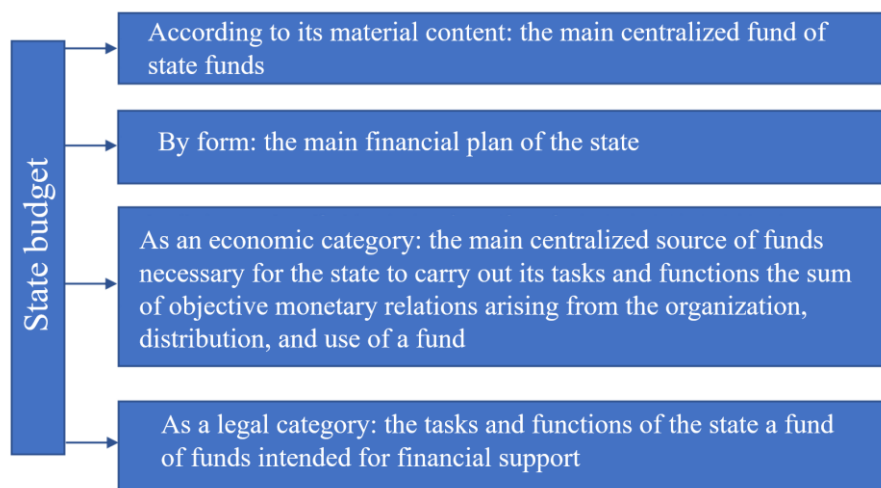 State budget
According to its material content: the main centralized fund of
state funds
By form: the main financial plan of the state
As an economic category: the main centralized source of funds
necessary for the state to carry out its tasks and functions the sum
of objective monetary relations arising from the organization,
distribution, and use of a fund
As a legal category: the tasks and functions of the state a fund
of funds intended for financial support